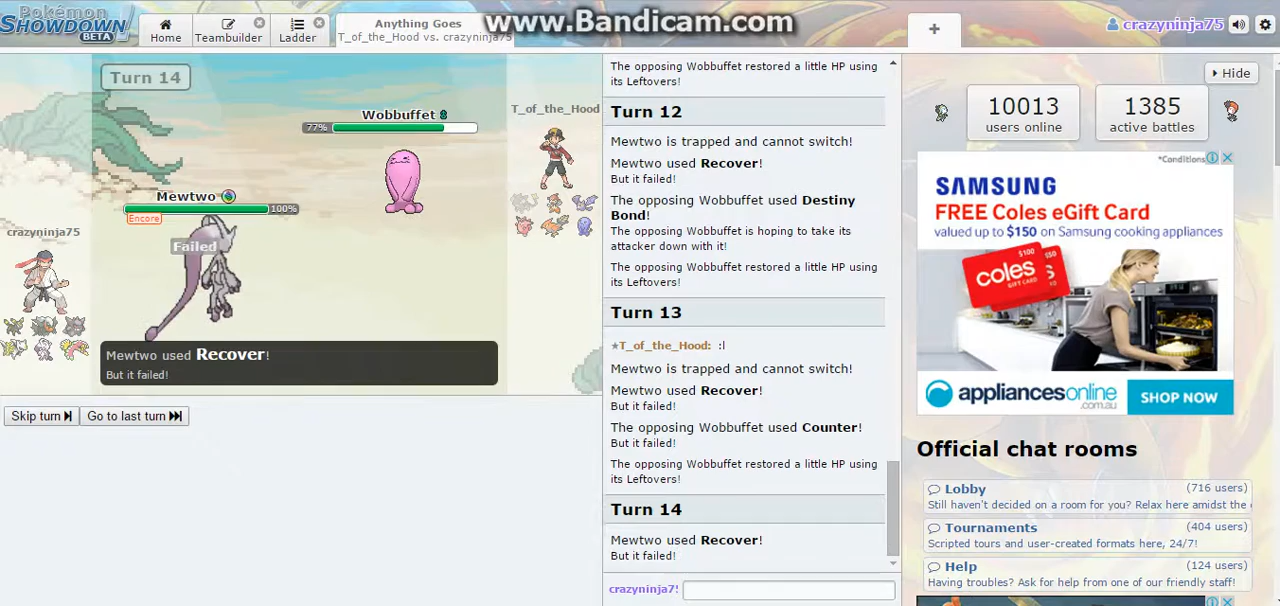 Pokémon
SHOWDOWN
BETA
Home
Teambuilder
Ladder
Anything Goes
T_of_the_Hood vs. crazyninja75
www.Bandicam.com
+
crazyninja75
Turn 14
Wobbuffet
77%
Mewtwo
100%
Encore
Failed
crazyninja75
T_of_the_Hood
Mewtwo used Recover!
But it failed!
Skip turn
Go to last turn
The opposing Wobbuffet restored a little HP using
its Leftovers!
Turn 12
Mewtwo is trapped and cannot switch!
Mewtwo used Recover!
But it failed!
The opposing Wobbuffet used Destiny
Bond!
The opposing Wobbuffet is hoping to take its
attacker down with it!
The opposing Wobbuffet restored a little HP using
its Leftovers!
Turn 13
★T_of_the_Hood: :l
Mewtwo is trapped and cannot switch!
Mewtwo used Recover!
But it failed!
The opposing Wobbuffet used Counter!
But it failed!
The opposing Wobbuffet restored a little HP using
its Leftovers!
Turn 14
Mewtwo used Recover!
But it failed!
crazyninja7!
Hide
10013
users online
1385
active battles
*Conditions
SAMSUNG
FREE Coles eGift Card
valued up to $150 on Samsung cooking appliances
$100
$50
coles
GIFT CARD
appliancesonline
.com.au
SHOP NOW
Official chat rooms
Lobby
(716 users)
Still haven't decided on a room for you? Relax here amidst the
Tournaments
(404 users)
Scripted tours and user-created formats here, 24/7!
Help
(124 users)
Having troubles? Ask for help from one of our friendly staff!